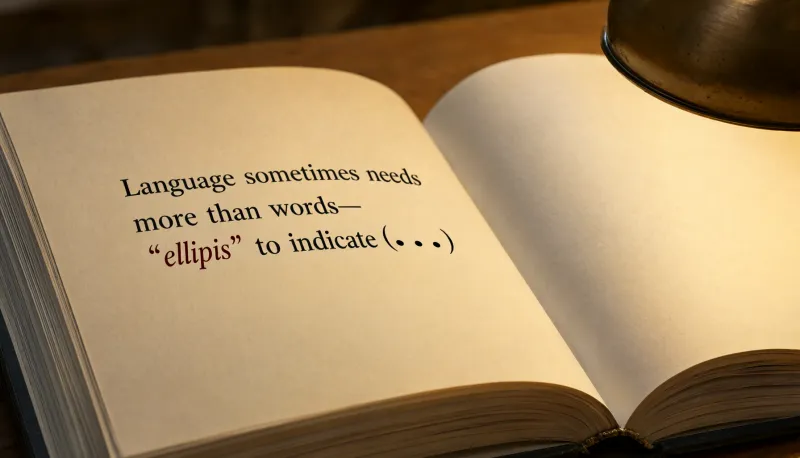 Language sometimes needs
more than words—
“ellipis” to indicate (• • •)